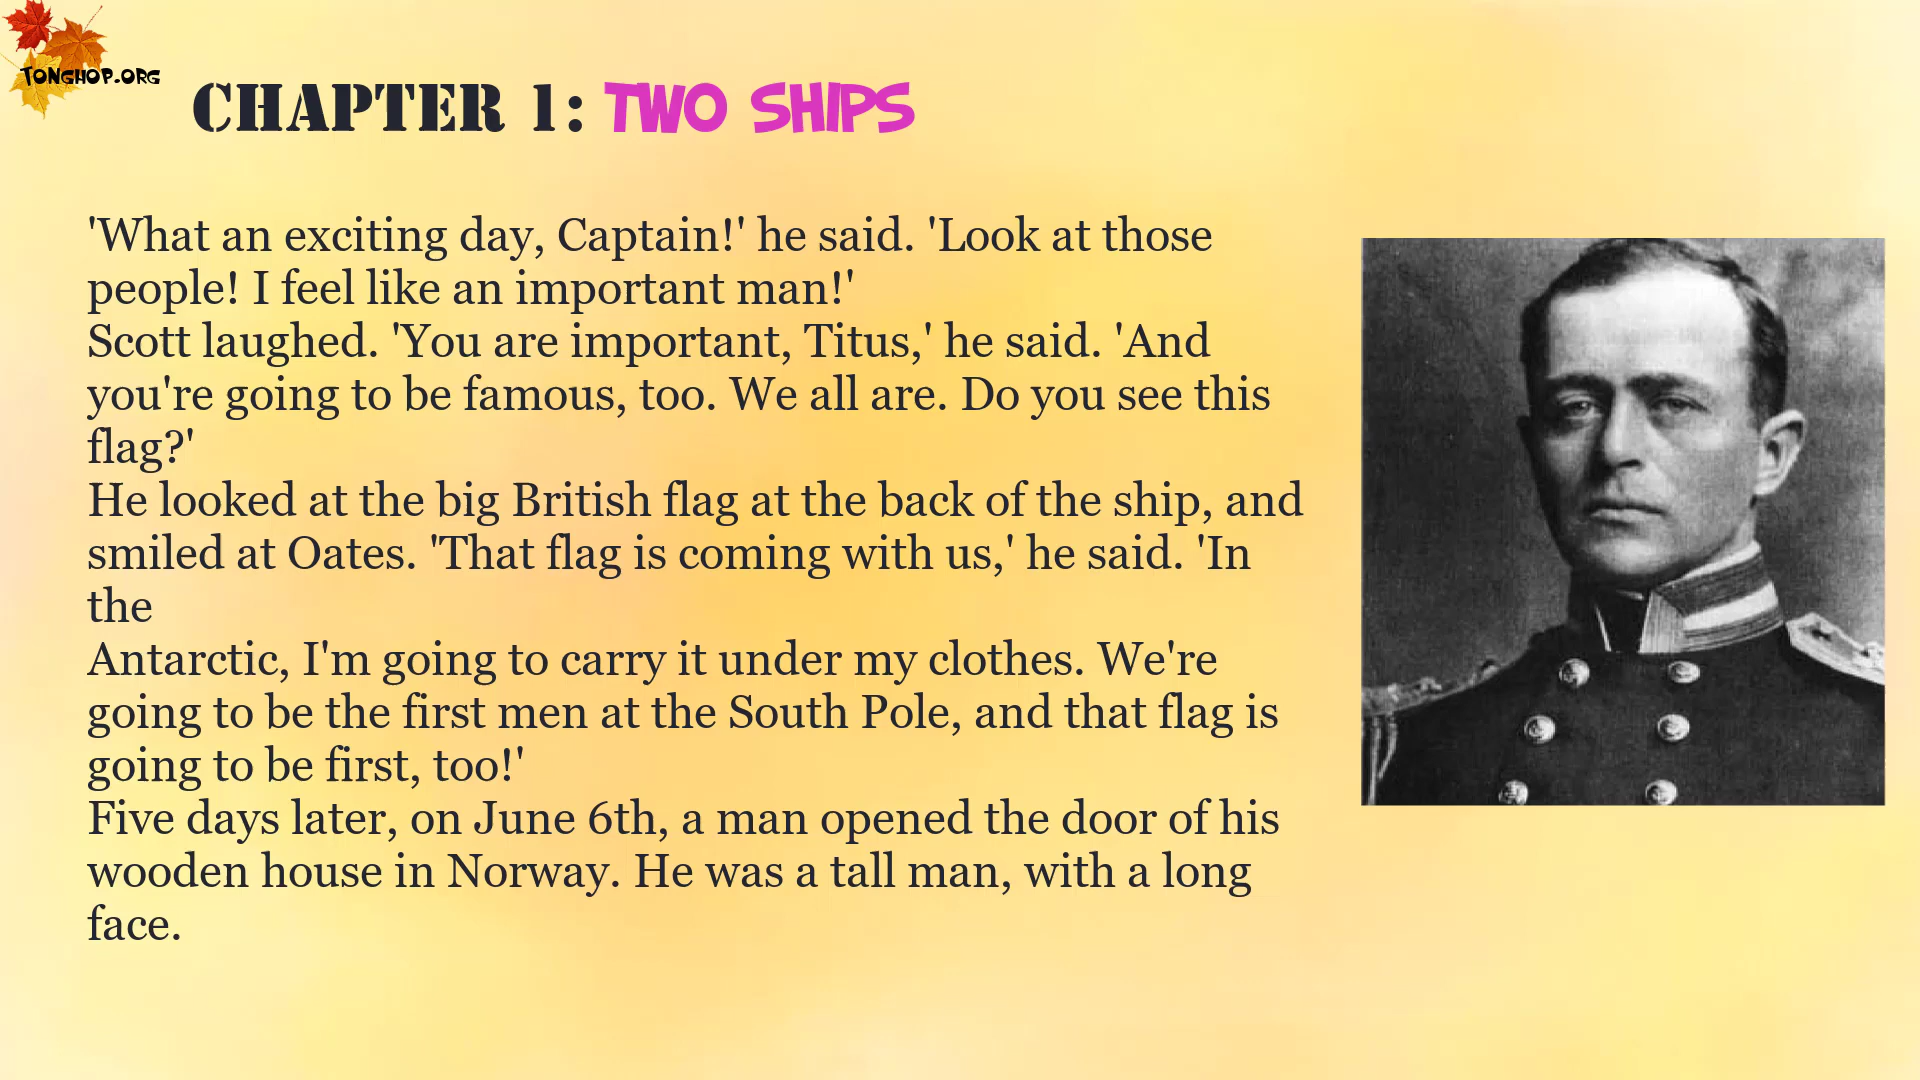 TONGHOP.ORG
CHAPTER 1: TWO SHIPS
'What an exciting day, Captain!' he said. 'Look at those
people! I feel like an important man!'
Scott laughed. 'You are important, Titus,' he said. 'And
you're going to be famous, too. We all are. Do you see this
flag?'
He looked at the big British flag at the back of the ship, and
smiled at Oates. 'That flag is coming with us,' he said. 'In
the
Antarctic, I'm going to carry it under my clothes. We're
going to be the first men at the South Pole, and that flag is
going to be first, too!'
Five days later, on June 6th, a man opened the door of his
wooden house in Norway. He was a tall man, with a long
face.